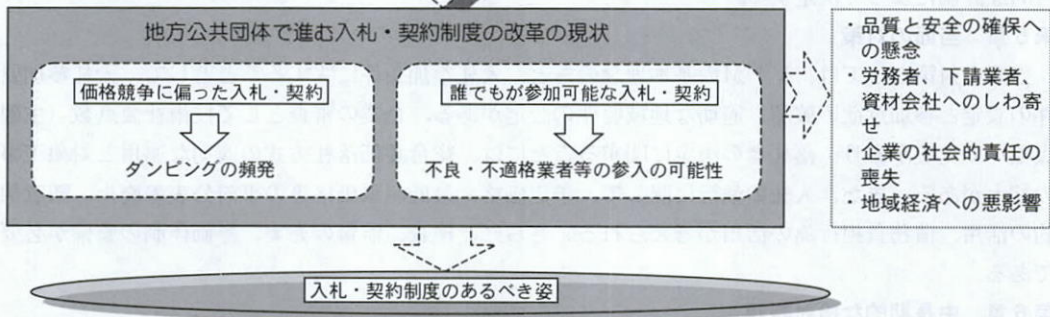 地方公共団体で進む入札・契約制度の改革の現状
価格競争に偏った入札・契約
ダンピングの頻発
誰でもが参加可能な入札・契約
不良・不適格業者等の参入の可能性
・品質と安全の確保へ
の懸念
・労務者、下請業者、
資材会社へのしわ寄
せ
・企業の社会的責任の
喪失
・地域経済への悪影響
入札・契約制度のあるべき姿